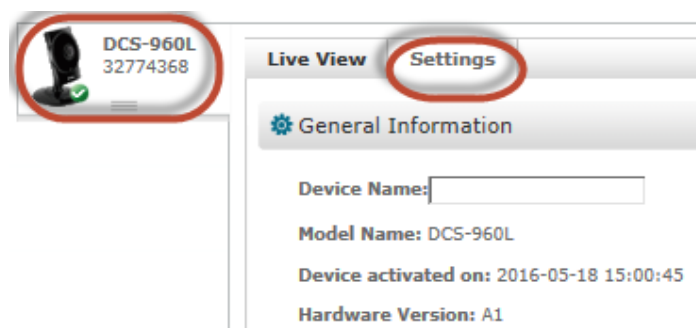 DCS-960L
32774368
Live View
Settings
General Information
Device Name:
Model Name: DCS-960L
Device activated on: 2016-05-18 15:00:45
Hardware Version: A1